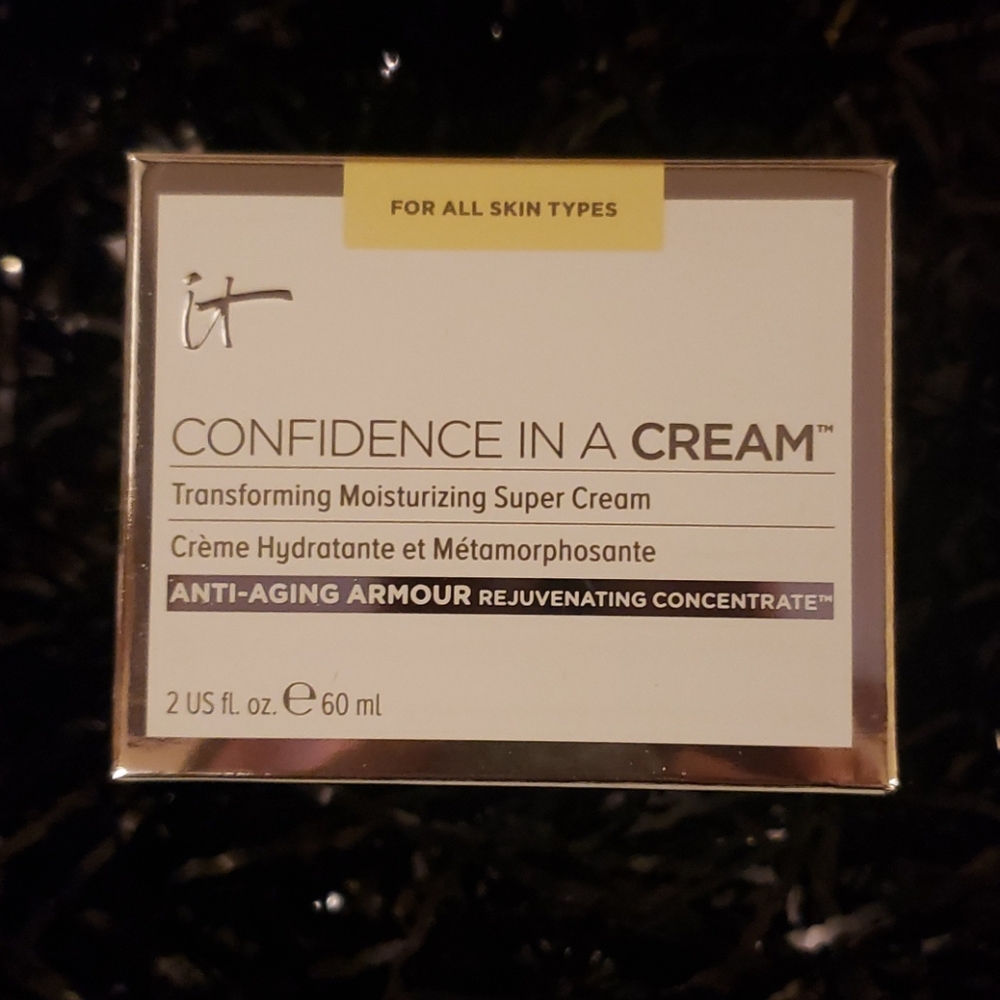 FOR ALL SKIN TYPES
it
CONFIDENCE IN A CREAM™
Transforming Moisturizing Super Cream
Crème Hydratante et Métamorphosante
ANTI-AGING ARMOUR REJUVENATING CONCENTRATE™
2 US fl. oz. ℮ 60 ml